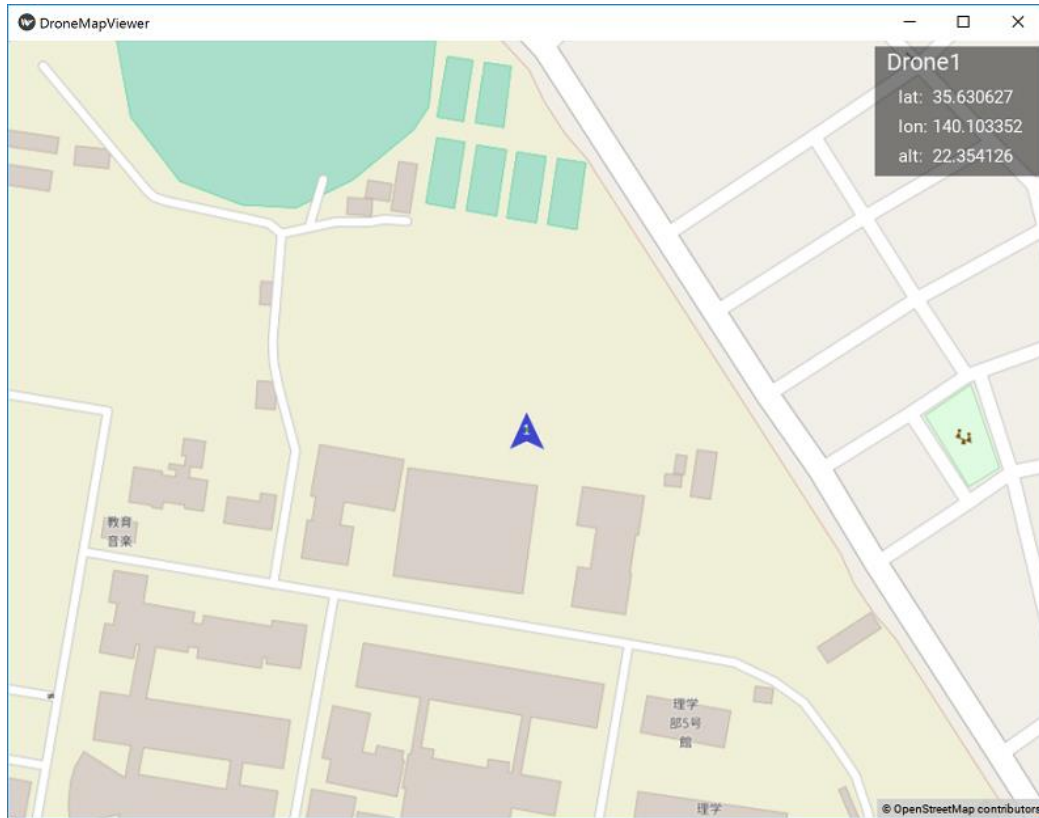 DroneMapViewer
Drone1
lat: 35.630627
lon: 140.103352
alt: 22.354126
1
教育
音楽
理学
部5号
館
理学
© OpenStreetMap contributors